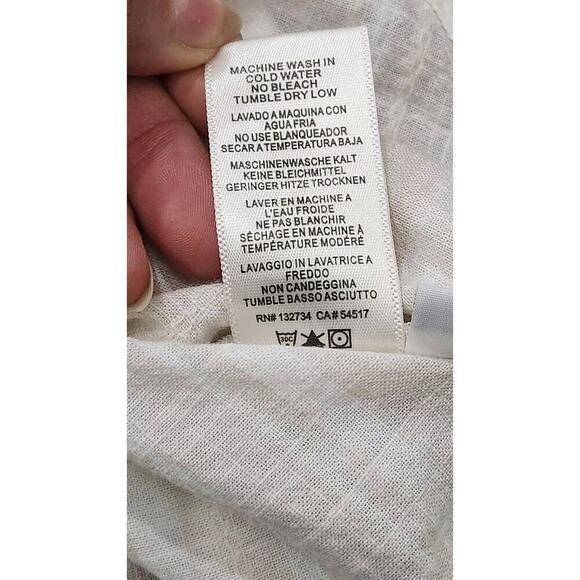 MACHINE WASH IN
COLD WATER
NO BLEACH
TUMBLE DRY LOW
LAVADO A MAQUINA CON
AGUA FRIA
NO USE BLANQUEADOR
SECAR A TEMPERATURA BAJA
MASCHINENWASCHE KALT
KEINE BLEICHMITTEL
GERINGER HITZE TROCKNEN
LAVER EN MACHINE A
L'EAU FROIDE
NE PAS BLANCHIR
SÉCHAGE EN MACHINE À
TEMPÉRATURE MODÉRÉ
LAVAGGIO IN LAVATRICE A
FREDDO
NON CANDEGGINA
TUMBLE BASSO ASCIUTTO
RN# 132734 CA# 54517
30C